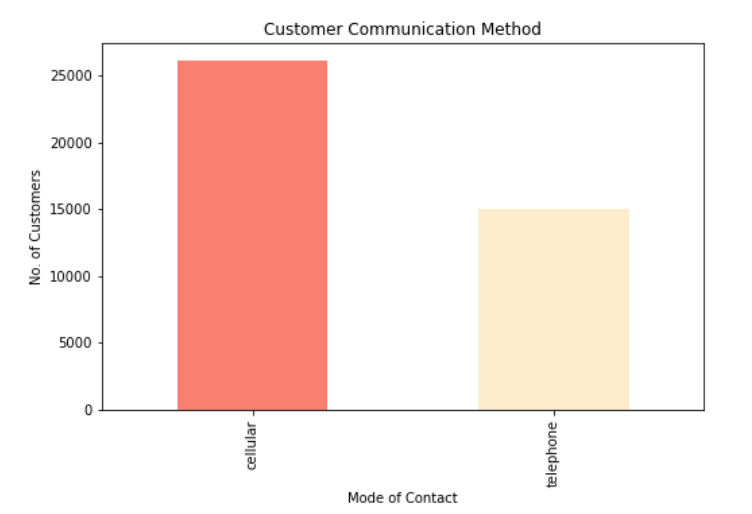 Customer Communication Method
No. of Customers
25000
20000
15000
10000
5000
0
cellular
telephone
Mode of Contact